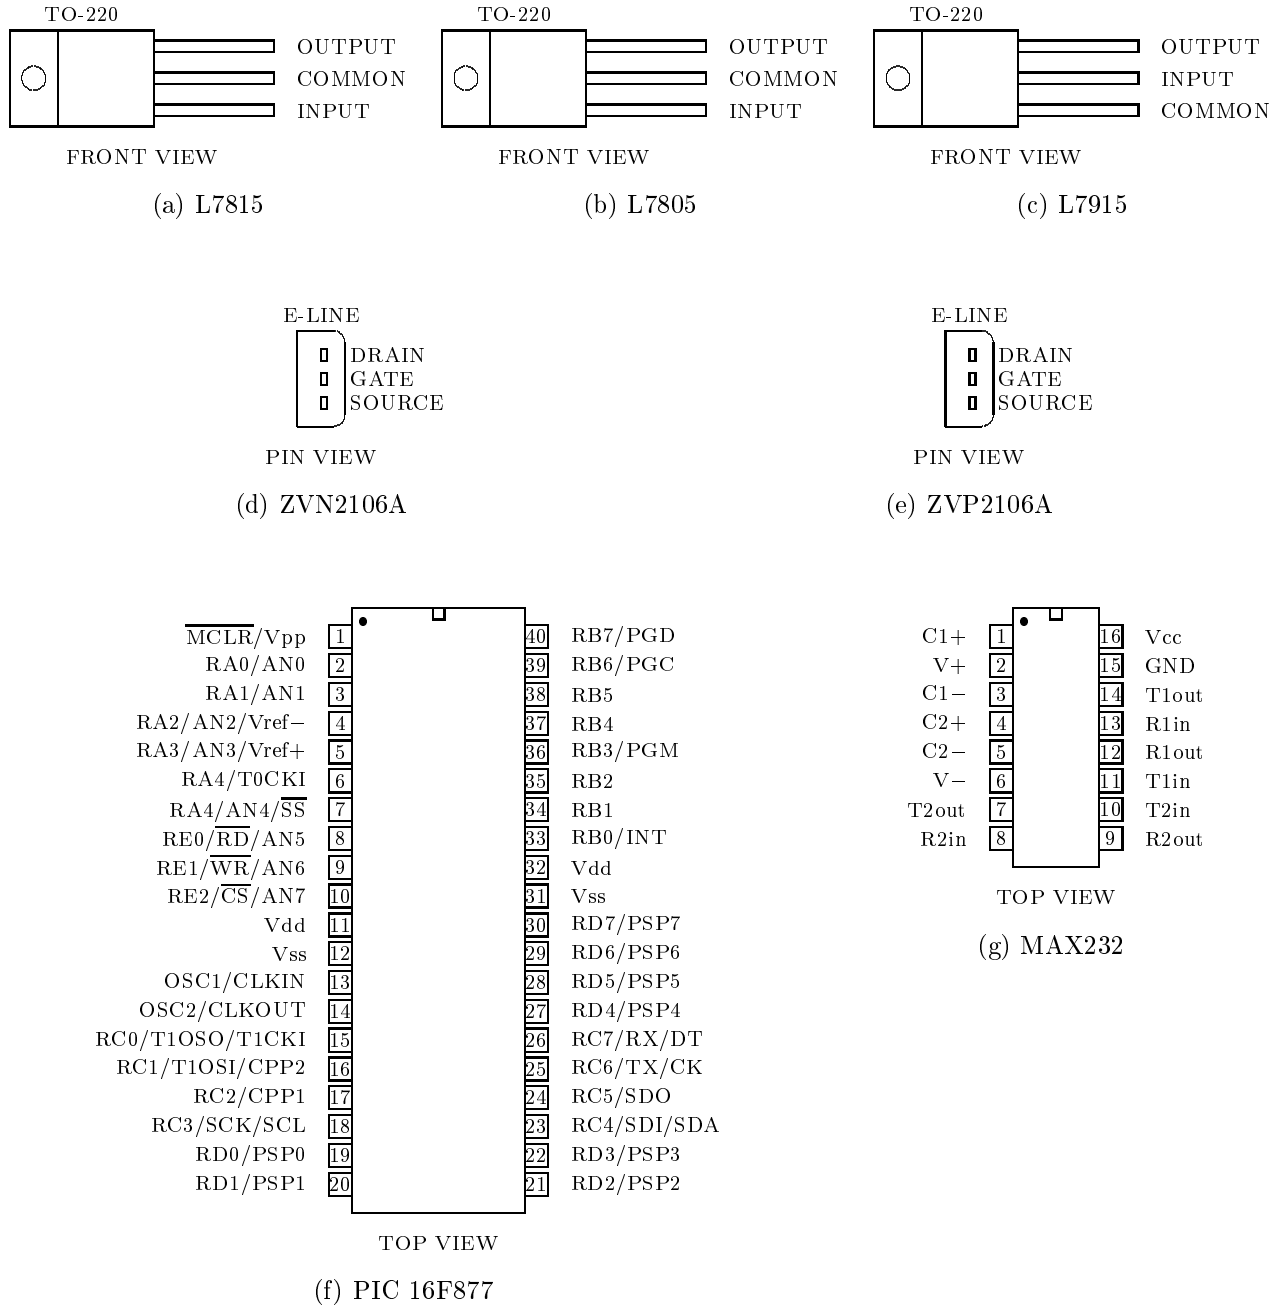 TO-220 TO-220 TO-220
OUTPUT OUTPUT OUTPUT
COMMON COMMON INPUT
INPUT INPUT COMMON
FRONT VIEW FRONT VIEW FRONT VIEW
(a) L7815 (b) L7805 (c) L7915
E-LINE E-LINE
DRAIN DRAIN
GATE GATE
SOURCE SOURCE
PIN VIEW PIN VIEW
(d) ZVN2106A (e) ZVP2106A
M̅C̅L̅R̅/Vpp 1 40 RB7/PGD
RA0/AN0 2 39 RB6/PGC
RA1/AN1 3 38 RB5
RA2/AN2/Vref− 4 37 RB4
RA3/AN3/Vref+ 5 36 RB3/PGM
RA4/T0CKI 6 35 RB2
RA4/AN4/S̅S̅ 7 34 RB1
RE0/R̅D̅/AN5 8 33 RB0/INT
RE1/W̅R̅/AN6 9 32 Vdd
RE2/C̅S̅/AN7 10 31 Vss
Vdd 11 30 RD7/PSP7
Vss 12 29 RD6/PSP6
OSC1/CLKIN 13 28 RD5/PSP5
OSC2/CLKOUT 14 27 RD4/PSP4
RC0/T1OSO/T1CKI 15 26 RC7/RX/DT
RC1/T1OSI/CPP2 16 25 RC6/TX/CK
RC2/CPP1 17 24 RC5/SDO
RC3/SCK/SCL 18 23 RC4/SDI/SDA
RD0/PSP0 19 22 RD3/PSP3
RD1/PSP1 20 21 RD2/PSP2
TOP VIEW
(f) PIC 16F877
C1+ 1 16 Vcc
V+ 2 15 GND
C1− 3 14 T1out
C2+ 4 13 R1in
C2− 5 12 R1out
V− 6 11 T1in
T2out 7 10 T2in
R2in 8 9 R2out
TOP VIEW
(g) MAX232